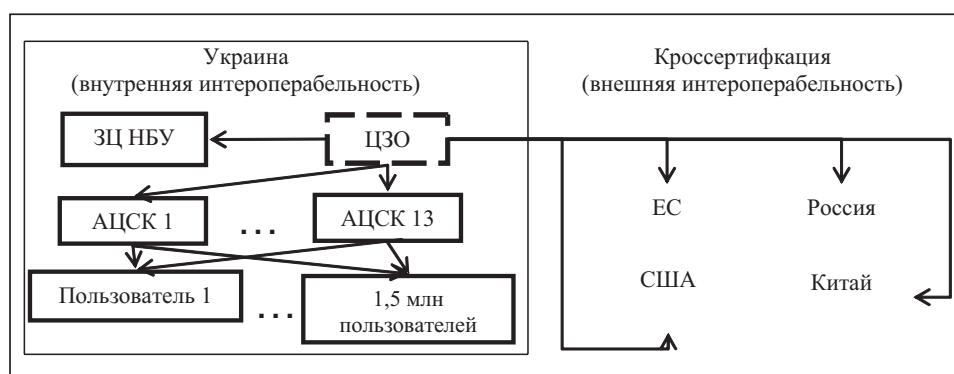 Украина
(внутренняя интероперабельность)
Кроссертифкация
(внешняя интероперабельность)
ЗЦ НБУ
ЦЗО
АЦСК 1
...
АЦСК 13
ЕС
Россия
Пользователь 1
...
1,5 млн
пользователей
США
Китай